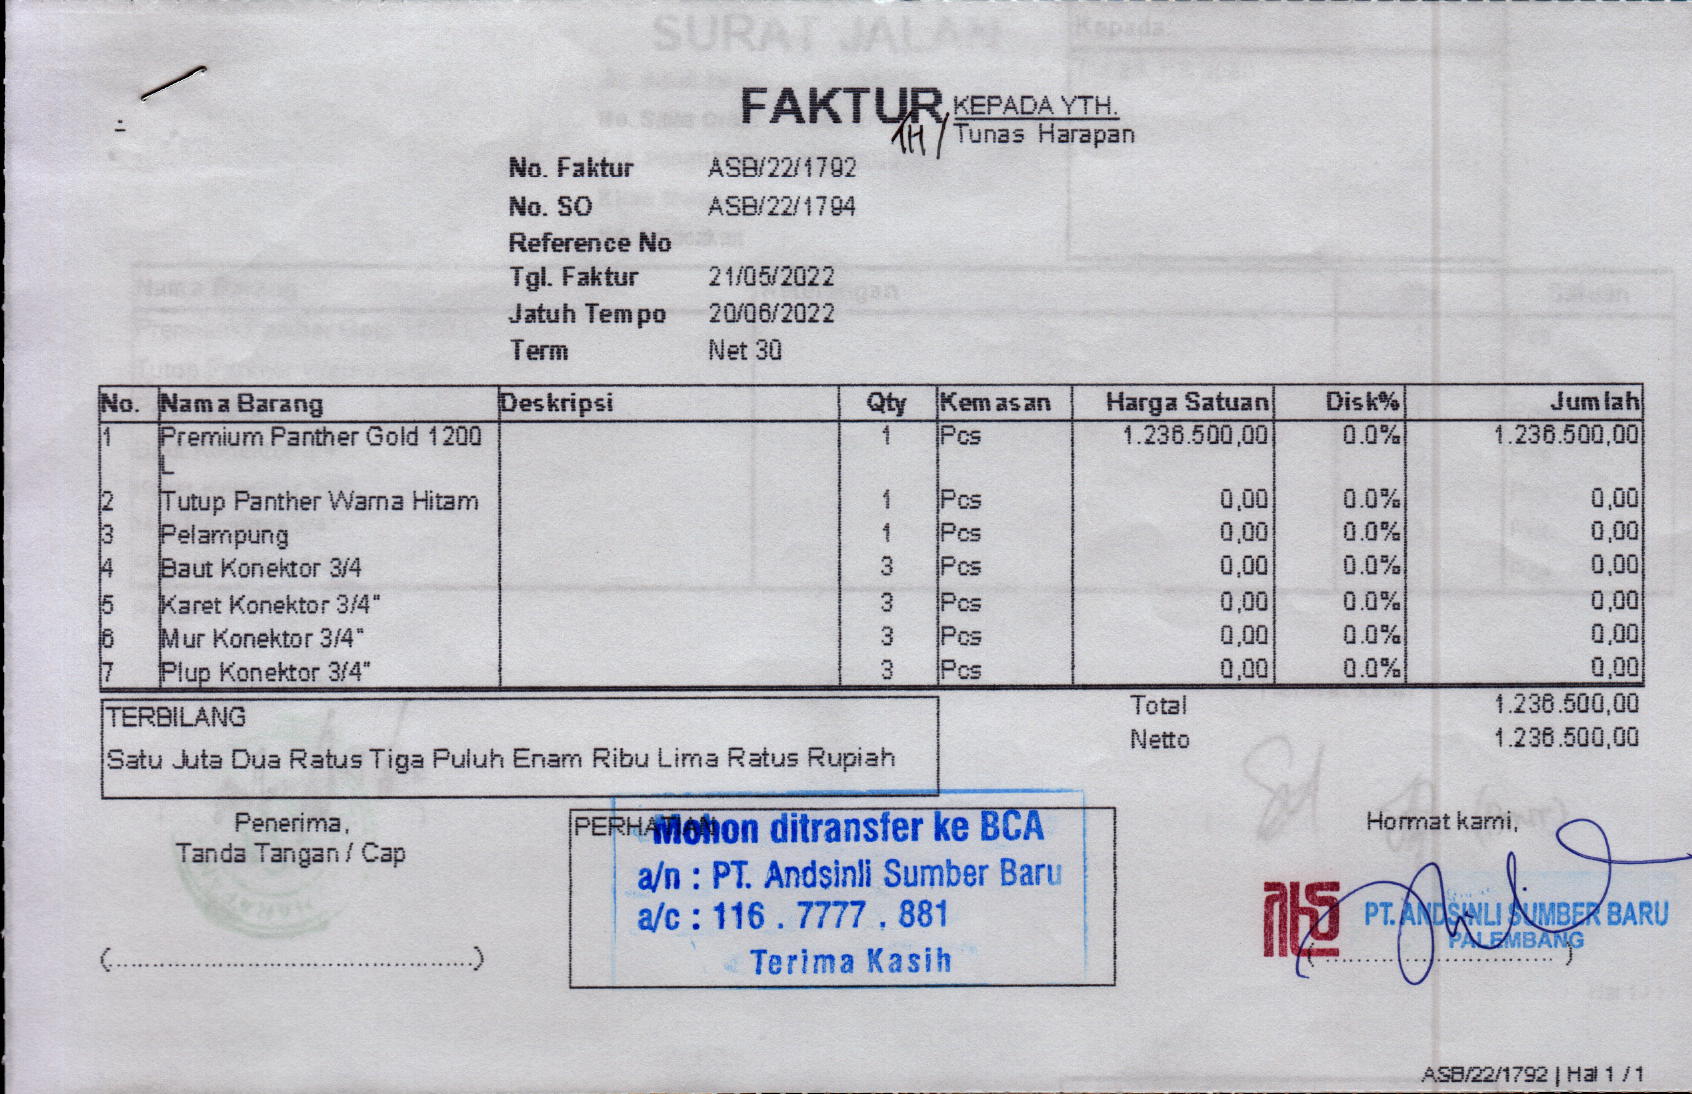 FAKTUR
KEPADA YTH.
TH/ Tunas Harapan
No. Faktur ASB/22/1792
No. SO ASB/22/1794
Reference No
Tgl. Faktur 21/05/2022
Jatuh Tempo 20/06/2022
Term Net 30
No. Nama Barang Deskripsi Qty Kemasan Harga Satuan Disk% Jumlah
1 Premium Panther Gold 1200 1 Pcs 1.236.500,00 0.0% 1.236.500,00
L
2 Tutup Panther Warna Hitam 1 Pcs 0,00 0.0% 0,00
3 Pelampung 1 Pcs 0,00 0.0% 0,00
4 Baut Konektor 3/4 3 Pcs 0,00 0.0% 0,00
5 Karet Konektor 3/4" 3 Pcs 0,00 0.0% 0,00
6 Mur Konektor 3/4" 3 Pcs 0,00 0.0% 0,00
7 Plup Konektor 3/4" 3 Pcs 0,00 0.0% 0,00
Total 1.236.500,00
Netto 1.236.500,00
TERBILANG
Satu Juta Dua Ratus Tiga Puluh Enam Ribu Lima Ratus Rupiah
Penerima,
Tanda Tangan / Cap
PERHATIAN
Mohon ditransfer ke BCA
a/n : PT. Andsinli Sumber Baru
a/c : 116 . 7777 . 881
Terima Kasih
Hormat kami,
PT. ANDSINLI SUMBER BARU
PALEMBANG
ASB/22/1792 | Hal 1 / 1
SURAT JALAN
Kepada
Nama Barang
Satuan